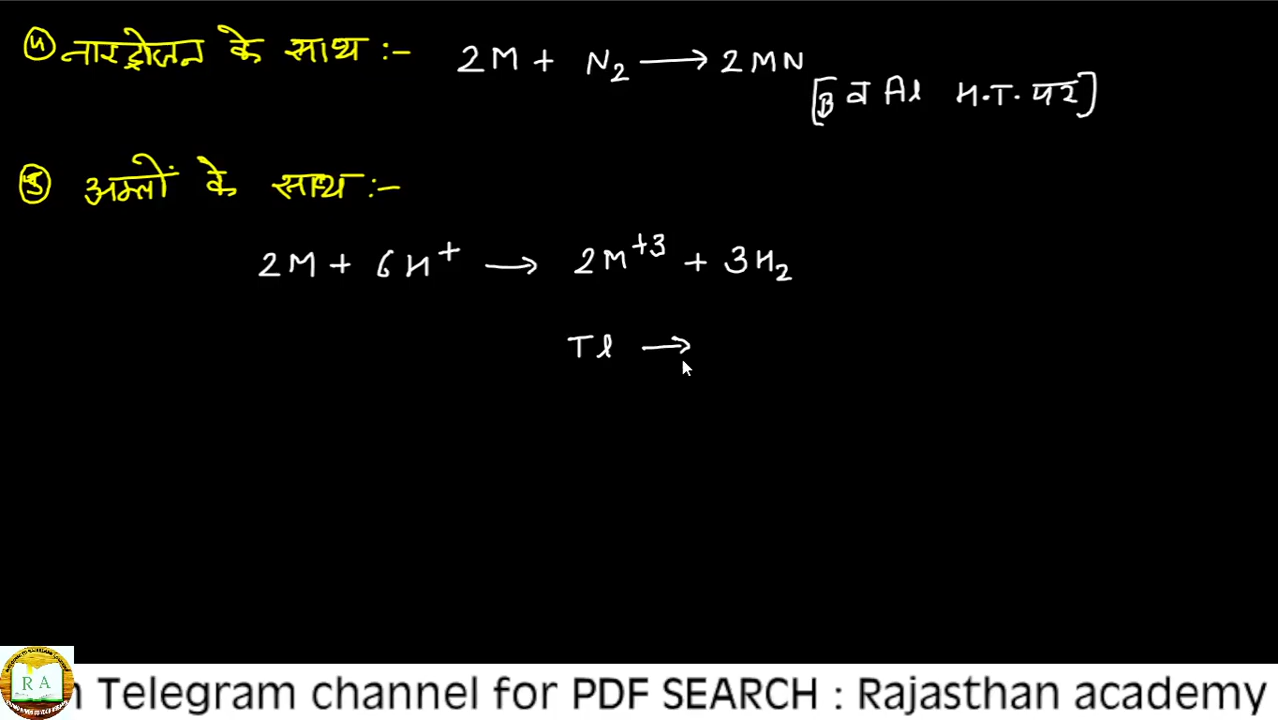 ④ नाइट्रोजन के साथ :- 2M + N₂ ⟶ 2MN
[B व Al H.T. पर]
⑤ अम्लों के साथ :-
2M + 6H⁺ ⟶ 2M⁺³ + 3H₂
Tl ⟶
RA
n Telegram channel for PDF SEARCH : Rajasthan academy